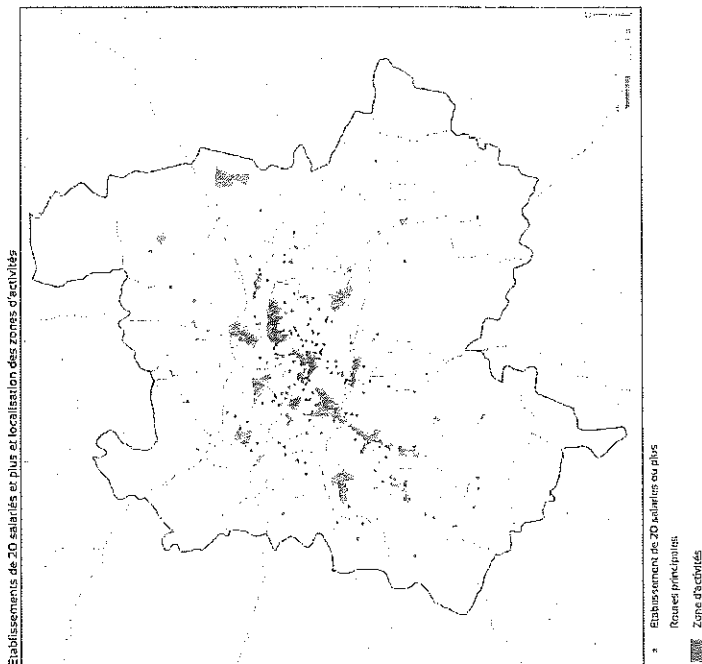 Etablissements de 20 salariés et plus et localisation des zones d'activités
Etablissement de 20 salariés ou plus
Routes principales
Zone d'activités